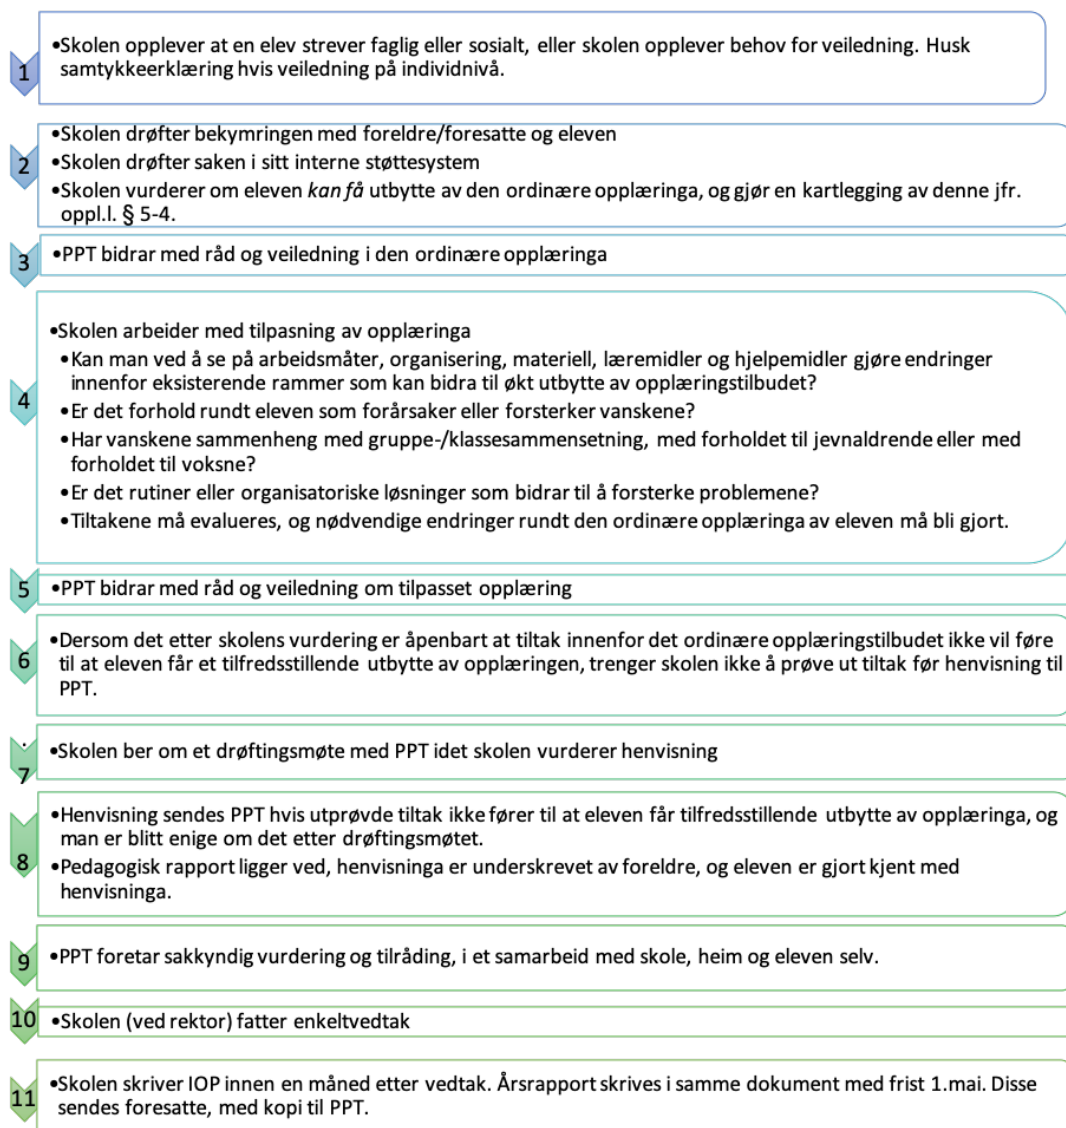 1
•Skolen opplever at en elev strever faglig eller sosialt, eller skolen opplever behov for veiledning. Husk
samtykkeerklæring hvis veiledning på individnivå.
2
•Skolen drøfter bekymringen med foreldre/foresatte og eleven
•Skolen drøfter saken i sitt interne støttesystem
•Skolen vurderer om eleven kan få utbytte av den ordinære opplæringa, og gjør en kartlegging av denne jfr.
oppl.l. § 5-4.
3
•PPT bidrar med råd og veiledning i den ordinære opplæringa
4
•Skolen arbeider med tilpasning av opplæringa
•Kan man ved å se på arbeidsmåter, organisering, materiell, læremidler og hjelpemidler gjøre endringer
innenfor eksisterende rammer som kan bidra til økt utbytte av opplæringstilbudet?
•Er det forhold rundt eleven som forårsaker eller forsterker vanskene?
•Har vanskene sammenheng med gruppe-/klassesammensetning, med forholdet til jevnaldrende eller med
forholdet til voksne?
•Er det rutiner eller organisatoriske løsninger som bidrar til å forsterke problemene?
•Tiltakene må evalueres, og nødvendige endringer rundt den ordinære opplæringa av eleven må bli gjort.
5
•PPT bidrar med råd og veiledning om tilpasset opplæring
6
•Dersom det etter skolens vurdering er åpenbart at tiltak innenfor det ordinære opplæringstilbudet ikke vil føre
til at eleven får et tilfredsstillende utbytte av opplæringen, trenger skolen ikke å prøve ut tiltak før henvisning til
PPT.
.
7
•Skolen ber om et drøftingsmøte med PPT idet skolen vurderer henvisning
8
•Henvisning sendes PPT hvis utprøvde tiltak ikke fører til at eleven får tilfredsstillende utbytte av opplæringa, og
man er blitt enige om det etter drøftingsmøtet.
•Pedagogisk rapport ligger ved, henvisninga er underskrevet av foreldre, og eleven er gjort kjent med
henvisninga.
9
•PPT foretar sakkyndig vurdering og tilråding, i et samarbeid med skole, heim og eleven selv.
10
•Skolen (ved rektor) fatter enkeltvedtak
11
•Skolen skriver IOP innen en måned etter vedtak. Årsrapport skrives i samme dokument med frist 1.mai. Disse
sendes foresatte, med kopi til PPT.